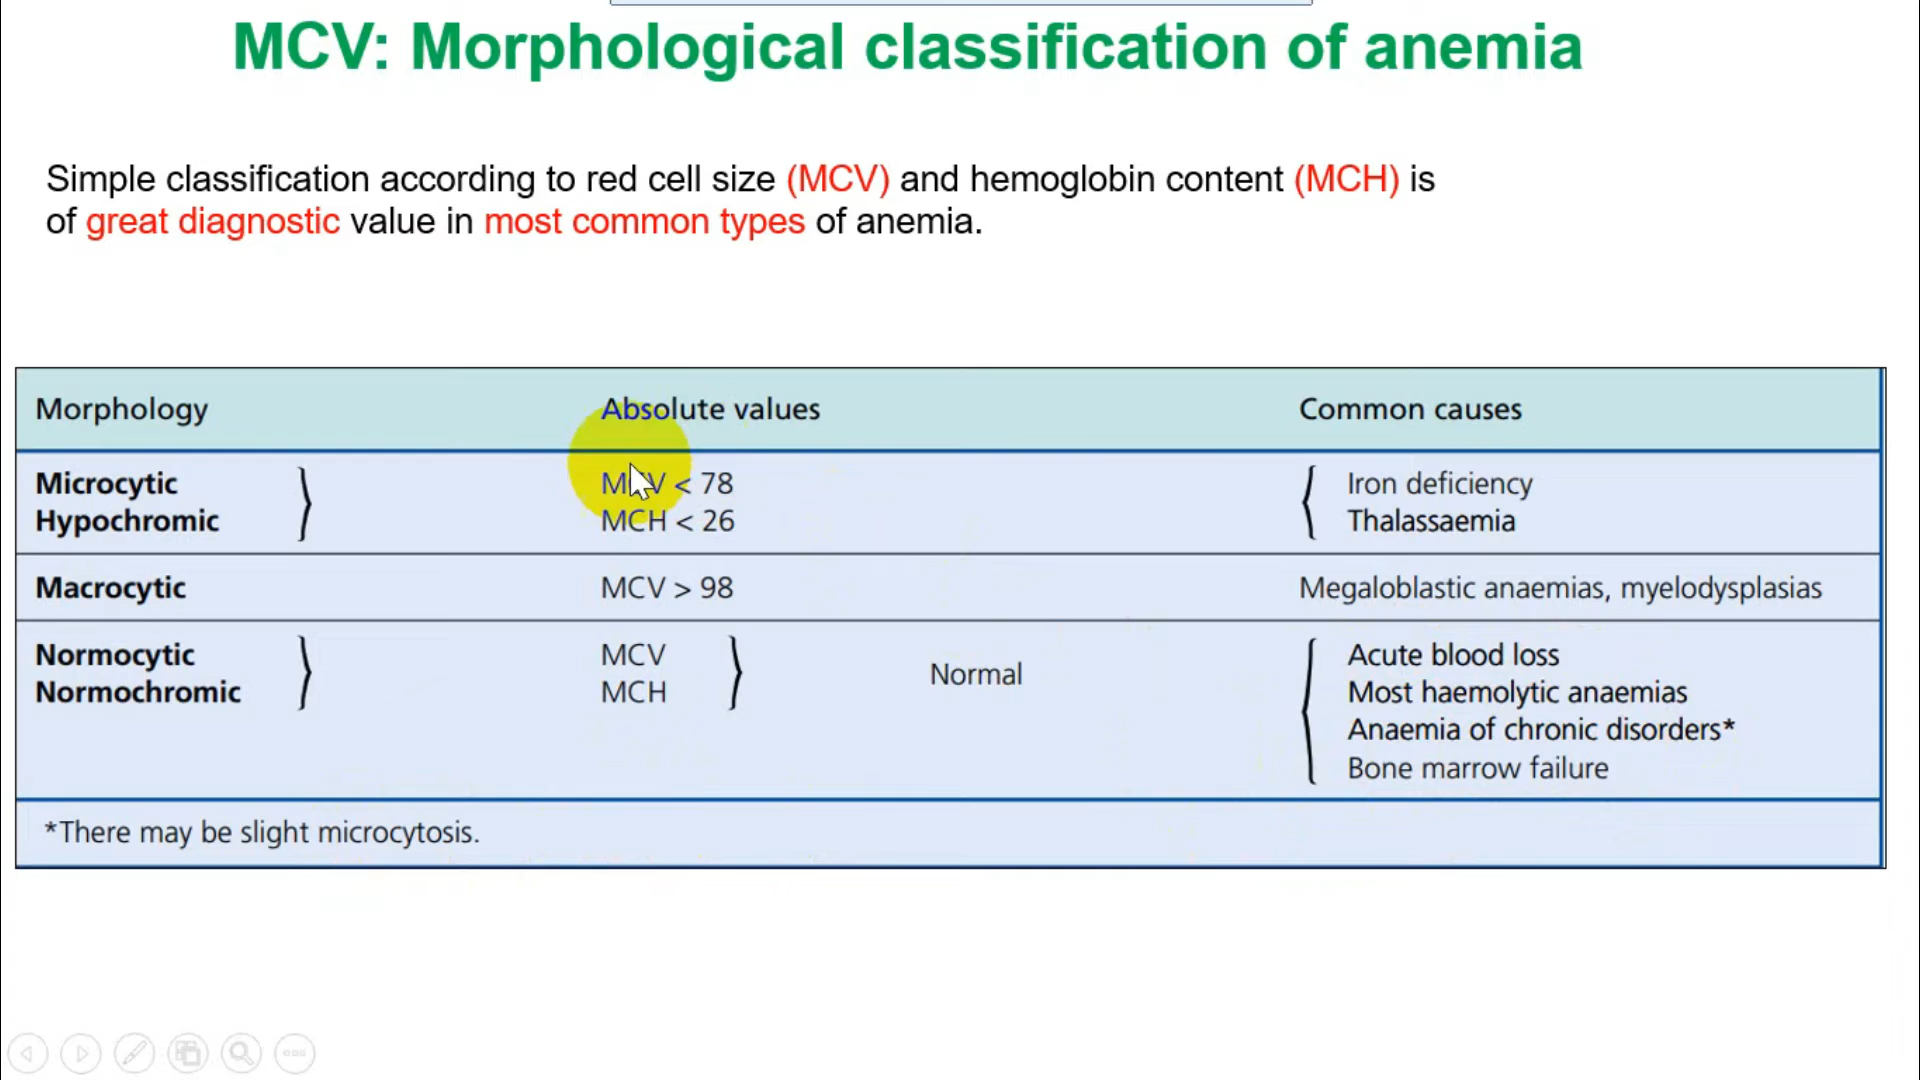 MCV: Morphological classification of anemia
Simple classification according to red cell size (MCV) and hemoglobin content (MCH) is
of great diagnostic value in most common types of anemia.
Morphology Absolute values Common causes
Microcytic MCV < 78 Iron deficiency
Hypochromic MCH < 26 Thalassaemia
Macrocytic MCV > 98 Megaloblastic anaemias, myelodysplasias
Normocytic MCV Acute blood loss
Normal
Normochromic MCH Most haemolytic anaemias
Anaemia of chronic disorders*
Bone marrow failure
*There may be slight microcytosis.